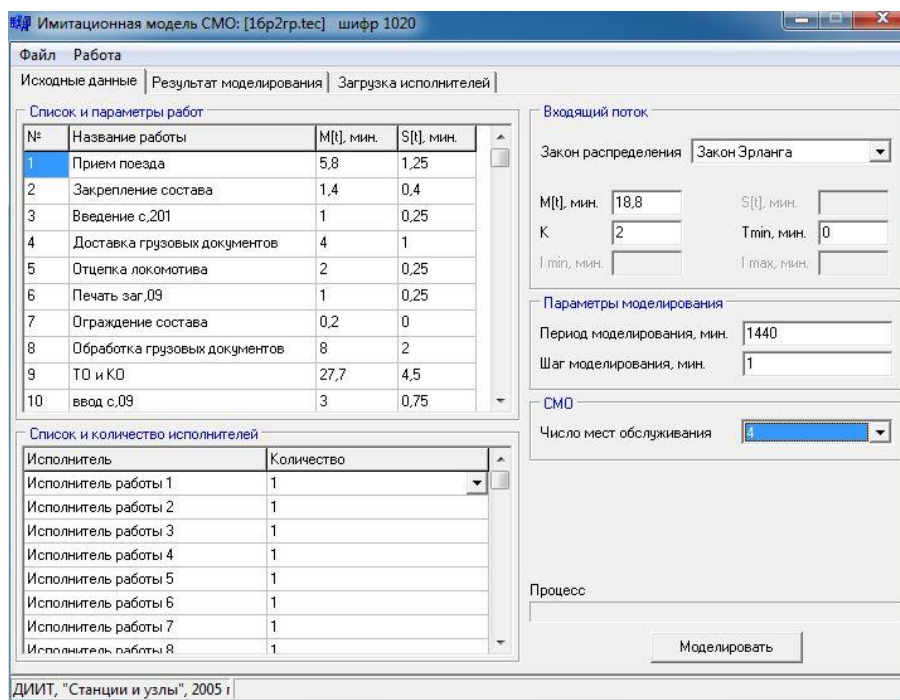 Имитационная модель СМО: [16p2rp.tec] шифр 1020
Файл Работа
Исходные данные Результат моделирования Загрузка исполнителей
Список и параметры работ
№ Название работы M[t], мин. S[t], мин.
1 Прием поезда 5,8 1,25
2 Закрепление состава 1,4 0,4
3 Введение с,201 1 0,25
4 Доставка грузовых документов 4 1
5 Отцепка локомотива 2 0,25
6 Печать заг,09 1 0,25
7 Ограждение состава 0,2 0
8 Обработка грузовых документов 8 2
9 ТО и КО 27,7 4,5
10 ввод с,09 3 0,75
Список и количество исполнителей
Исполнитель Количество
Исполнитель работы 1 1
Исполнитель работы 2 1
Исполнитель работы 3 1
Исполнитель работы 4 1
Исполнитель работы 5 1
Исполнитель работы 6 1
Исполнитель работы 7 1
Исполнитель работы 8 1
Входящий поток
Закон распределения Закон Эрланга
M[t], мин. 18,8 S[t], мин.
K 2 Tmin, мин. 0
I min, мин. I max, мин.
Параметры моделирования
Период моделирования, мин. 1440
Шаг моделирования, мин. 1
СМО
Число мест обслуживания 4
Процесс
Моделировать
ДИИТ, "Станции и узлы", 2005 г